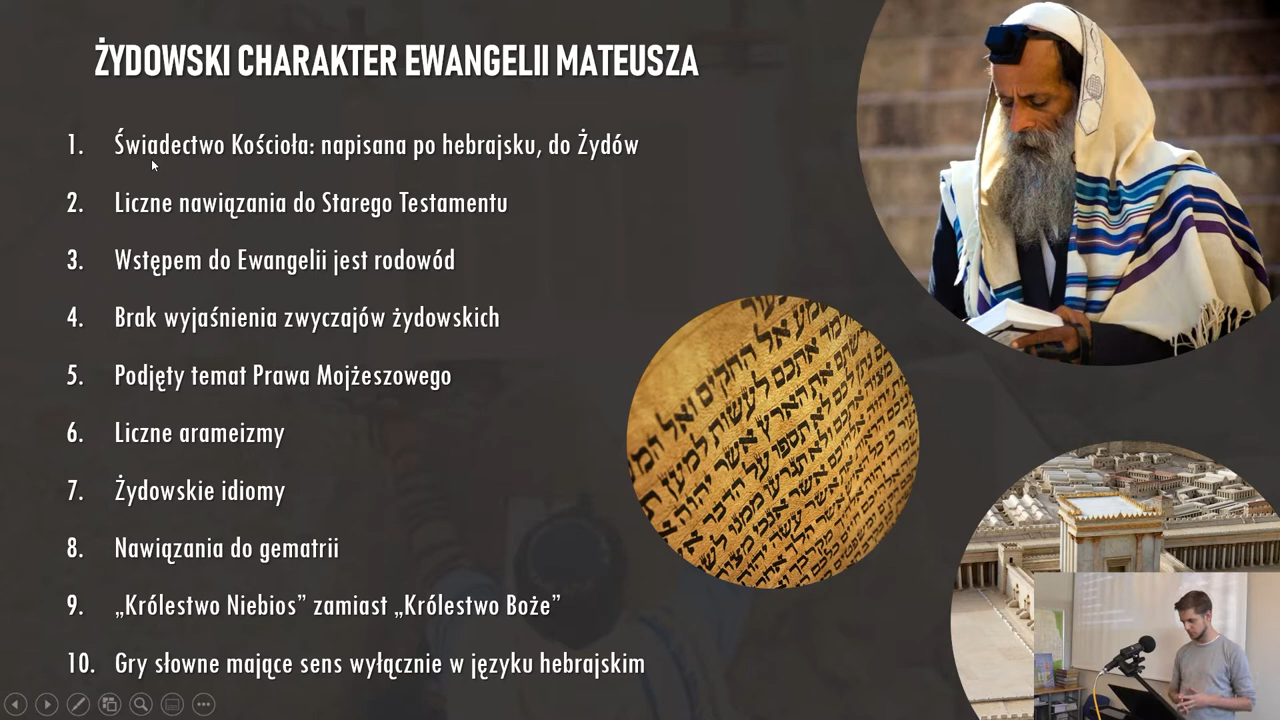 ŻYDOWSKI CHARAKTER EWANGELII MATEUSZA
1. Świadectwo Kościoła: napisana po hebrajsku, do Żydów
2. Liczne nawiązania do Starego Testamentu
3. Wstępem do Ewangelii jest rodowód
4. Brak wyjaśnienia zwyczajów żydowskich
5. Podjęty temat Prawa Mojżeszowego
6. Liczne arameizmy
7. Żydowskie idiomy
8. Nawiązania do gematrii
9. „Królestwo Niebios” zamiast „Królestwo Boże”
10. Gry słowne mające sens wyłącznie w języku hebrajskim